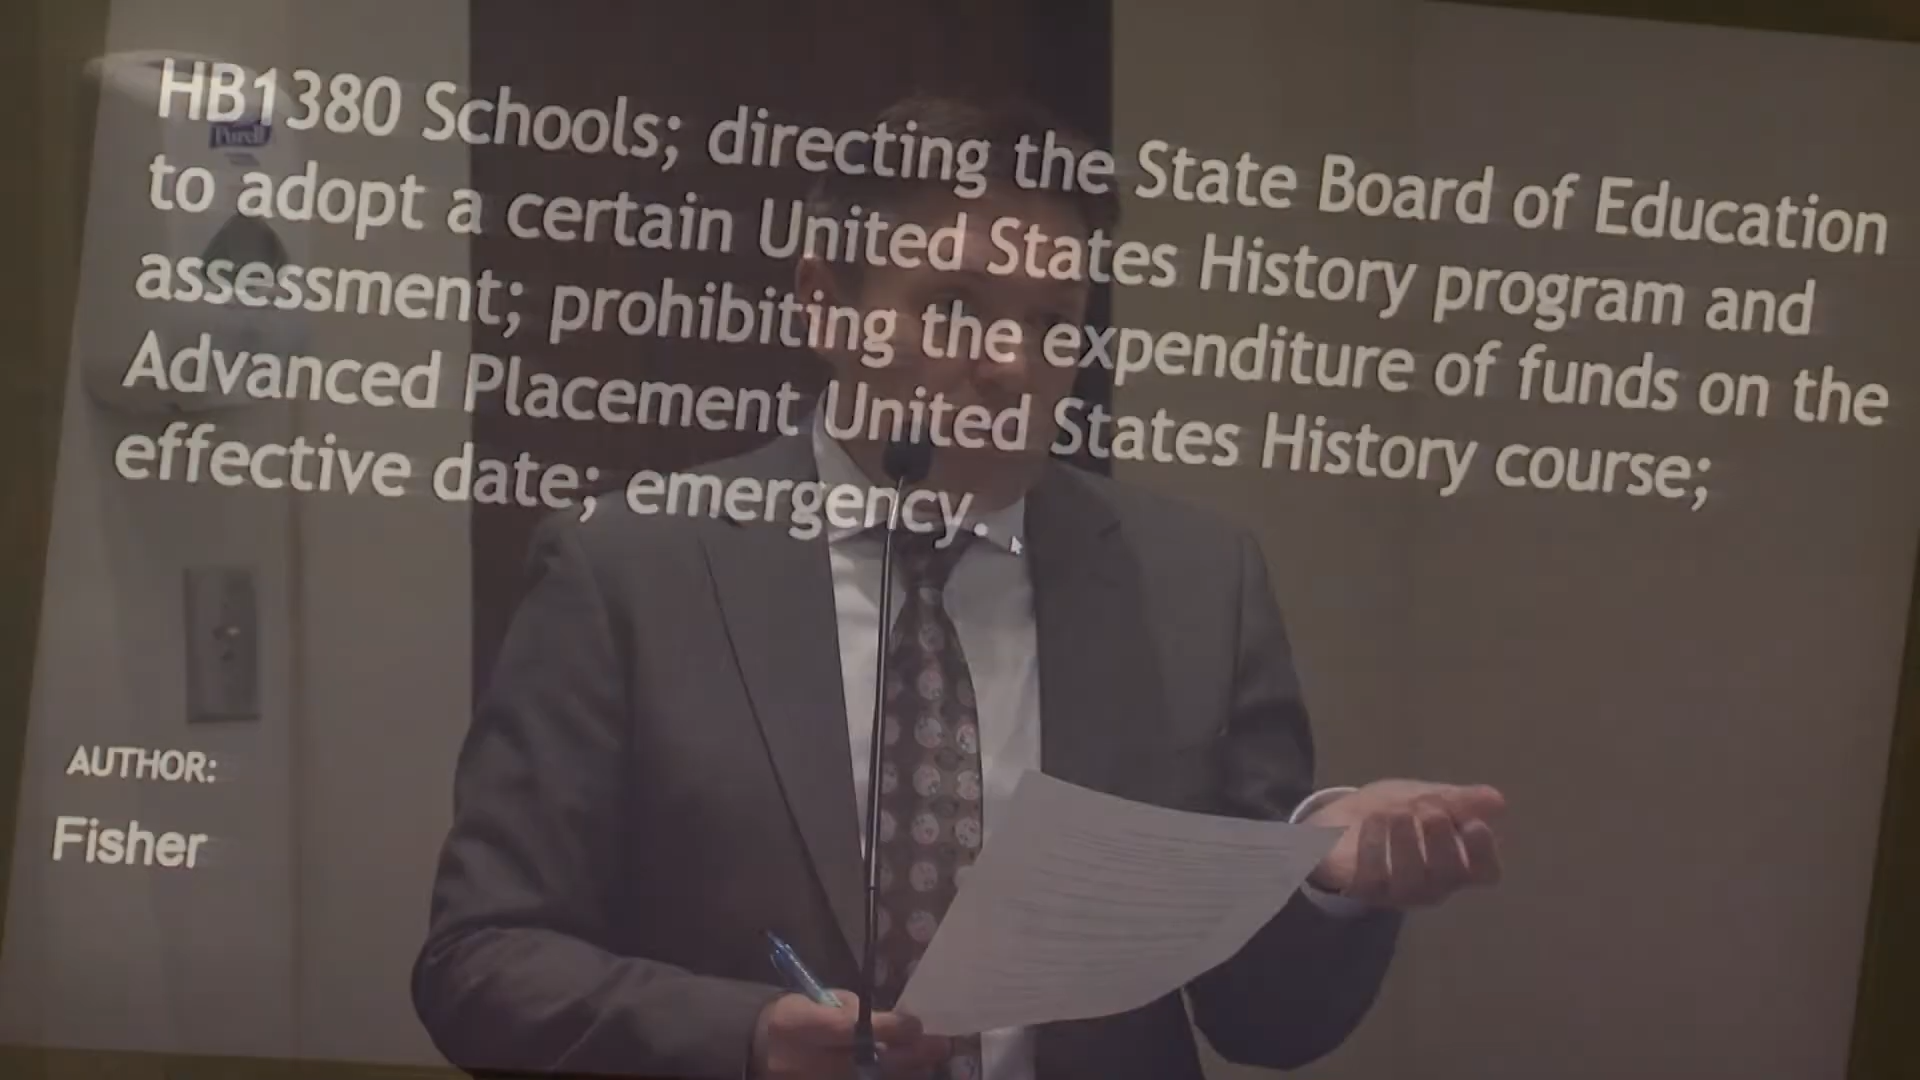 HB1380 Schools; directing the State Board of Education
to adopt a certain United States History program and
assessment; prohibiting the expenditure of funds on the
Advanced Placement United States History course;
effective date; emergency.
AUTHOR:
Fisher
Purell